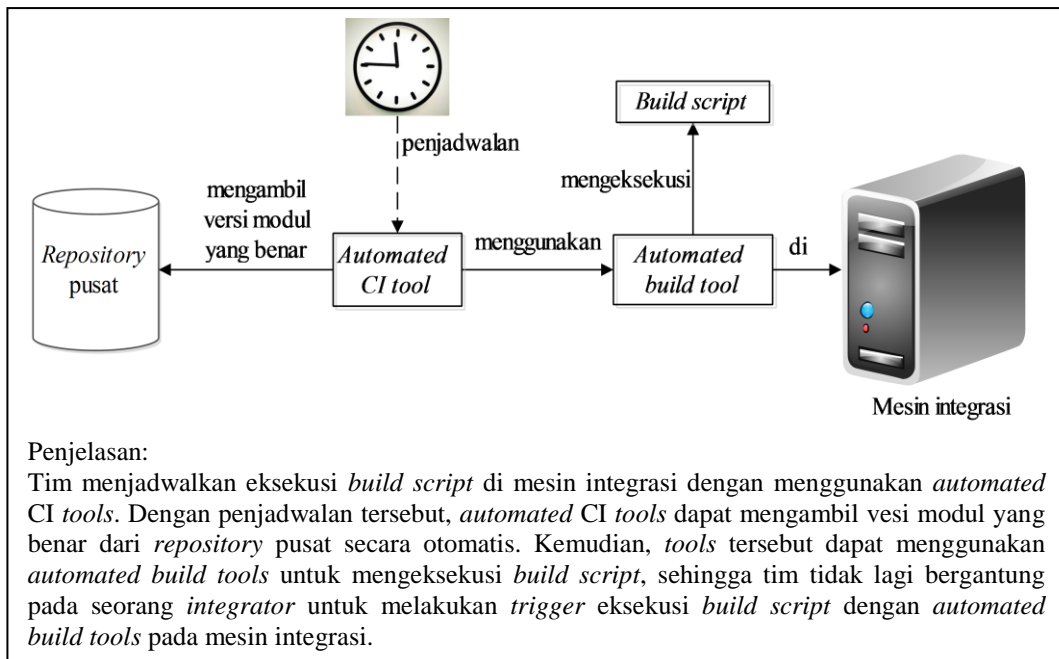 penjadwalan
Build script
mengeksekusi
mengambil
versi modul
yang benar
Repository
pusat
Automated
CI tool
menggunakan
Automated
build tool
di
Mesin integrasi
Penjelasan:
Tim menjadwalkan eksekusi build script di mesin integrasi dengan menggunakan automated
CI tools. Dengan penjadwalan tersebut, automated CI tools dapat mengambil vesi modul yang
benar dari repository pusat secara otomatis. Kemudian, tools tersebut dapat menggunakan
automated build tools untuk mengeksekusi build script, sehingga tim tidak lagi bergantung
pada seorang integrator untuk melakukan trigger eksekusi build script dengan automated
build tools pada mesin integrasi.